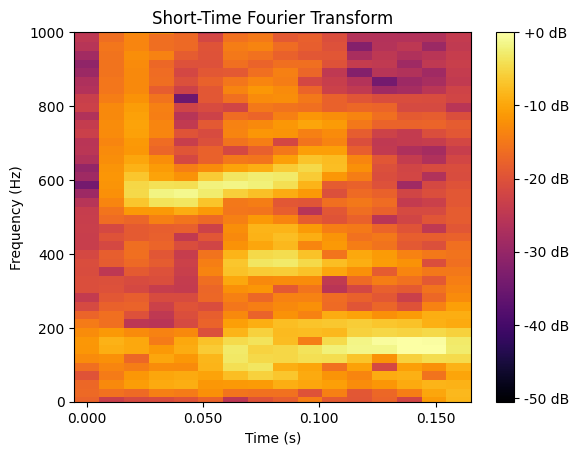 Short-Time Fourier Transform
1000
800
600
400
200
0
Frequency (Hz)
0.000
0.050
0.100
0.150
Time (s)
+0 dB
-10 dB
-20 dB
-30 dB
-40 dB
-50 dB